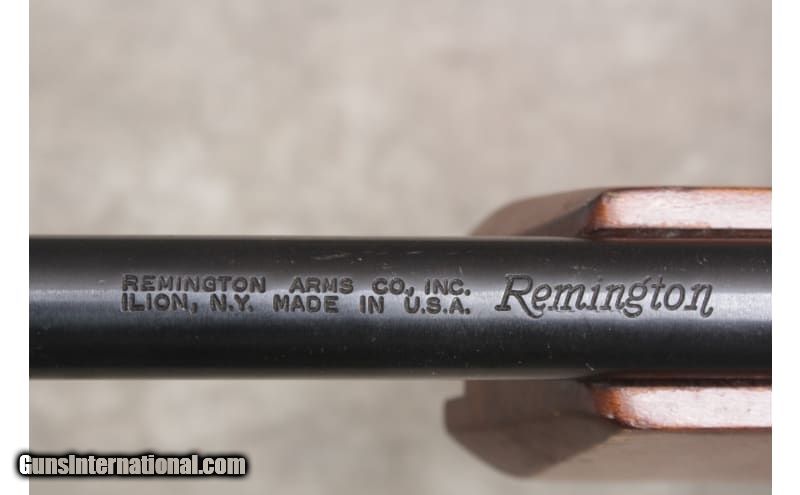 REMINGTON ARMS CO., INC. Remington
ILION, N.Y. MADE IN U.S.A.
GunsInternational.com